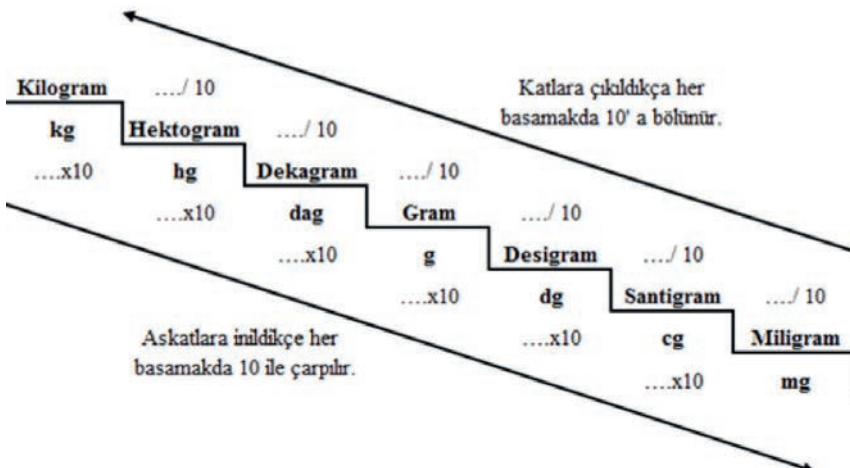 Kilogram …./ 10
Katlara çıkıldıkça her
basamakda 10' a bölünür.
kg Hektogram …./ 10
….x10 hg Dekagram …./ 10
….x10 dag Gram …./ 10
….x10 g Desigram …./ 10
….x10 dg Santigram …./ 10
Askatlara inildikçe her
basamakda 10 ile çarpılır.
….x10 cg Miligram
….x10 mg